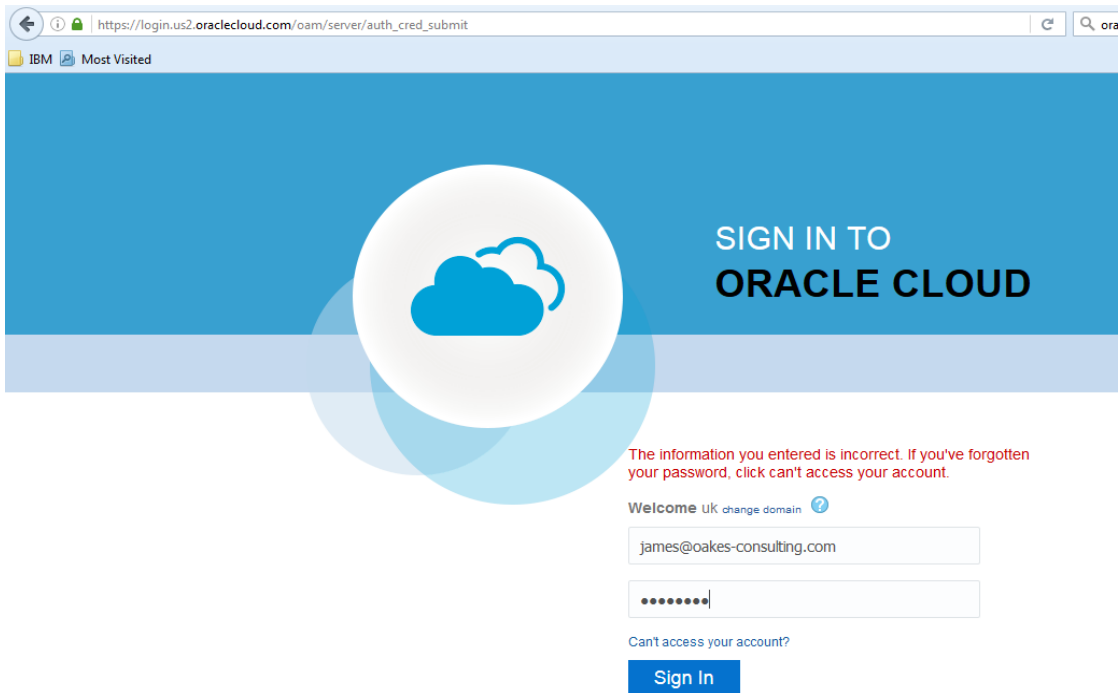 https://login.us2.oraclecloud.com/oam/server/auth_cred_submit
ora
IBM Most Visited
SIGN IN TO
ORACLE CLOUD
The information you entered is incorrect. If you've forgotten
your password, click can't access your account.
Welcome uk change domain ?
james@oakes-consulting.com
••••••••
Can't access your account?
Sign In